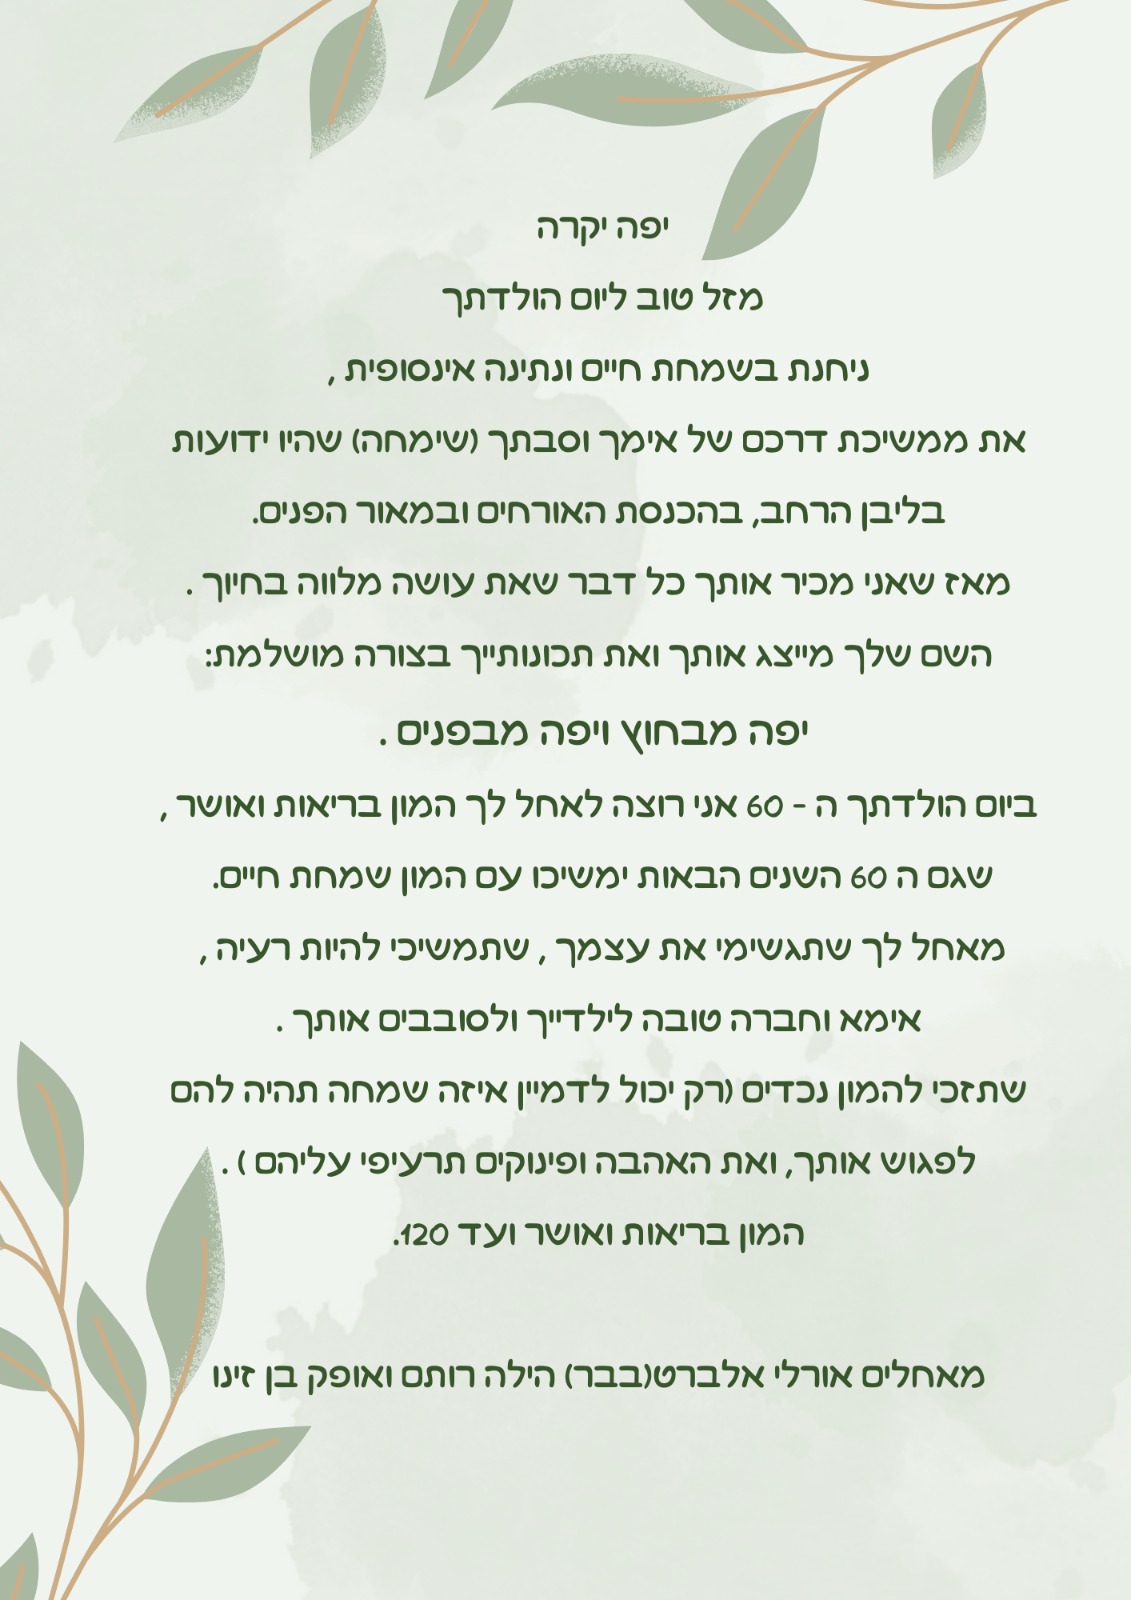 יפה יקרה
מזל טוב ליום הולדתך
ניחנת בשמחת חיים ונתינה אינסופית ,
את ממשיכת דרכם של אימך וסבתך (שימחה) שהיו ידועות
בליבן הרחב, בהכנסת האורחים ובמאור הפנים.
מאז שאני מכיר אותך כל דבר שאת עושה מלווה בחיוך .
השם שלך מייצג אותך ואת תכונותייך בצורה מושלמת:
יפה מבחוץ ויפה מבפנים .
ביום הולדתך ה - 60 אני רוצה לאחל לך המון בריאות ואושר ,
שגם ה 60 השנים הבאות ימשיכו עם המון שמחת חיים.
מאחל לך שתגשימי את עצמך , שתמשיכי להיות רעיה ,
אימא וחברה טובה לילדייך ולסובבים אותך .
שתזכי להמון נכדים (רק יכול לדמיין איזה שמחה תהיה להם
לפגוש אותך, ואת האהבה ופינוקים תרעיפי עליהם ) .
המון בריאות ואושר ועד 120.
מאחלים אורלי אלברט(בבר) הילה רותם ואופק בן זינו